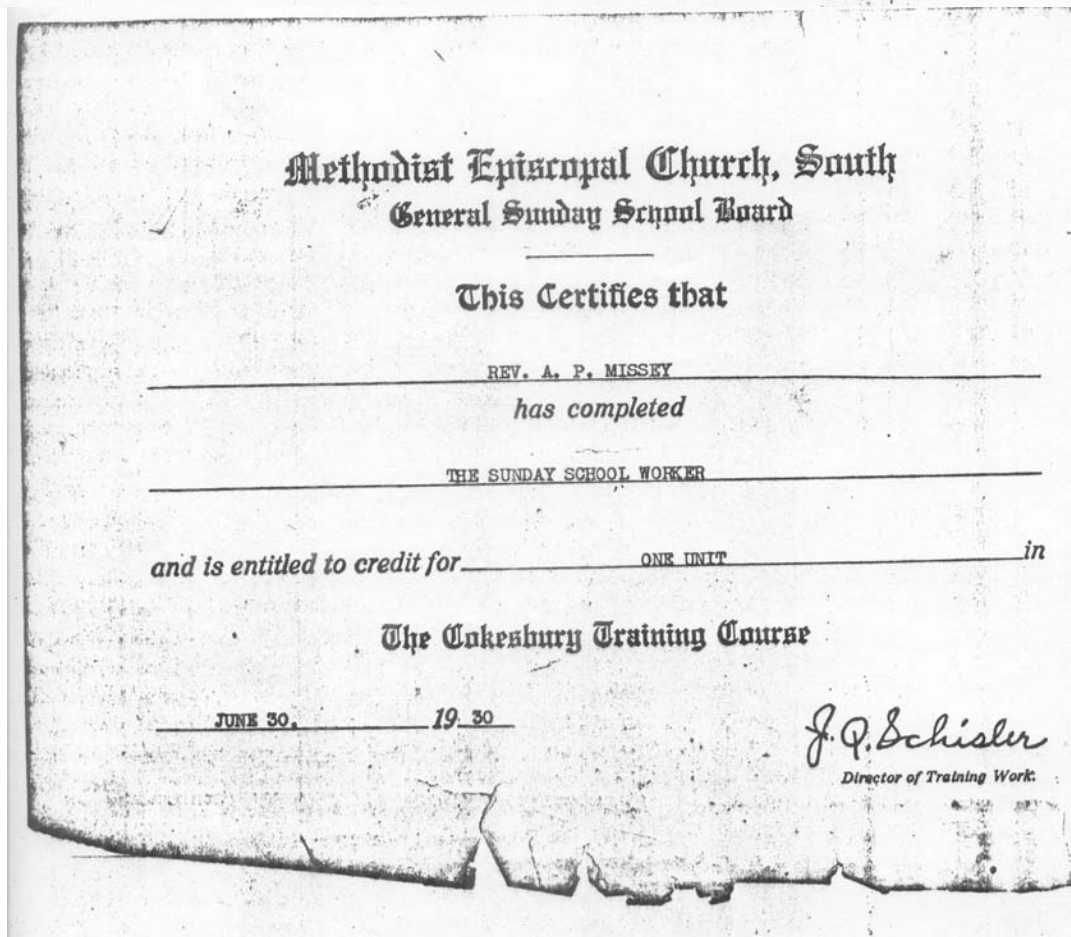 Methodist Episcopal Church, South
General Sunday School Board
This Certifies that
REV. A. P. MISSEY
has completed
THE SUNDAY SCHOOL WORKER
and is entitled to credit for ONE UNIT in
The Cokesbury Training Course
JUNE 30, 19 30
J. Q. Schisler
Director of Training Work.